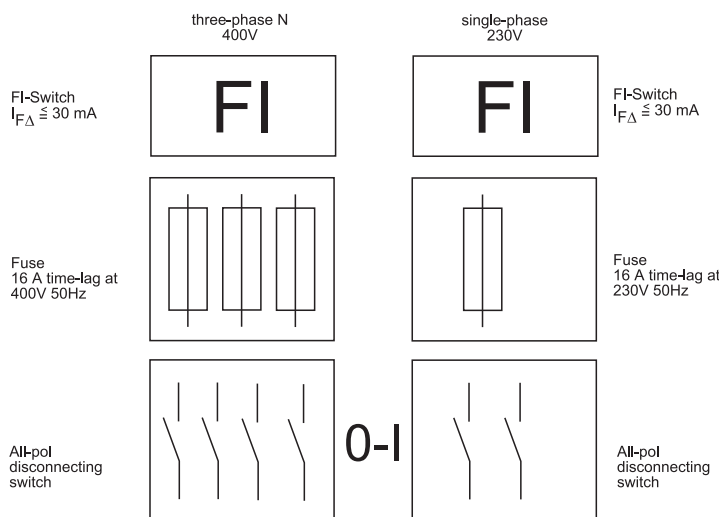 three-phase N
400V
single-phase
230V
FI-Switch
I_F∆ ≦ 30 mA
FI
FI
FI-Switch
I_F∆ ≦ 30 mA
Fuse
16 A time-lag at
400V 50Hz
Fuse
16 A time-lag at
230V 50Hz
All-pol
disconnecting
switch
0-I
All-pol
disconnecting
switch